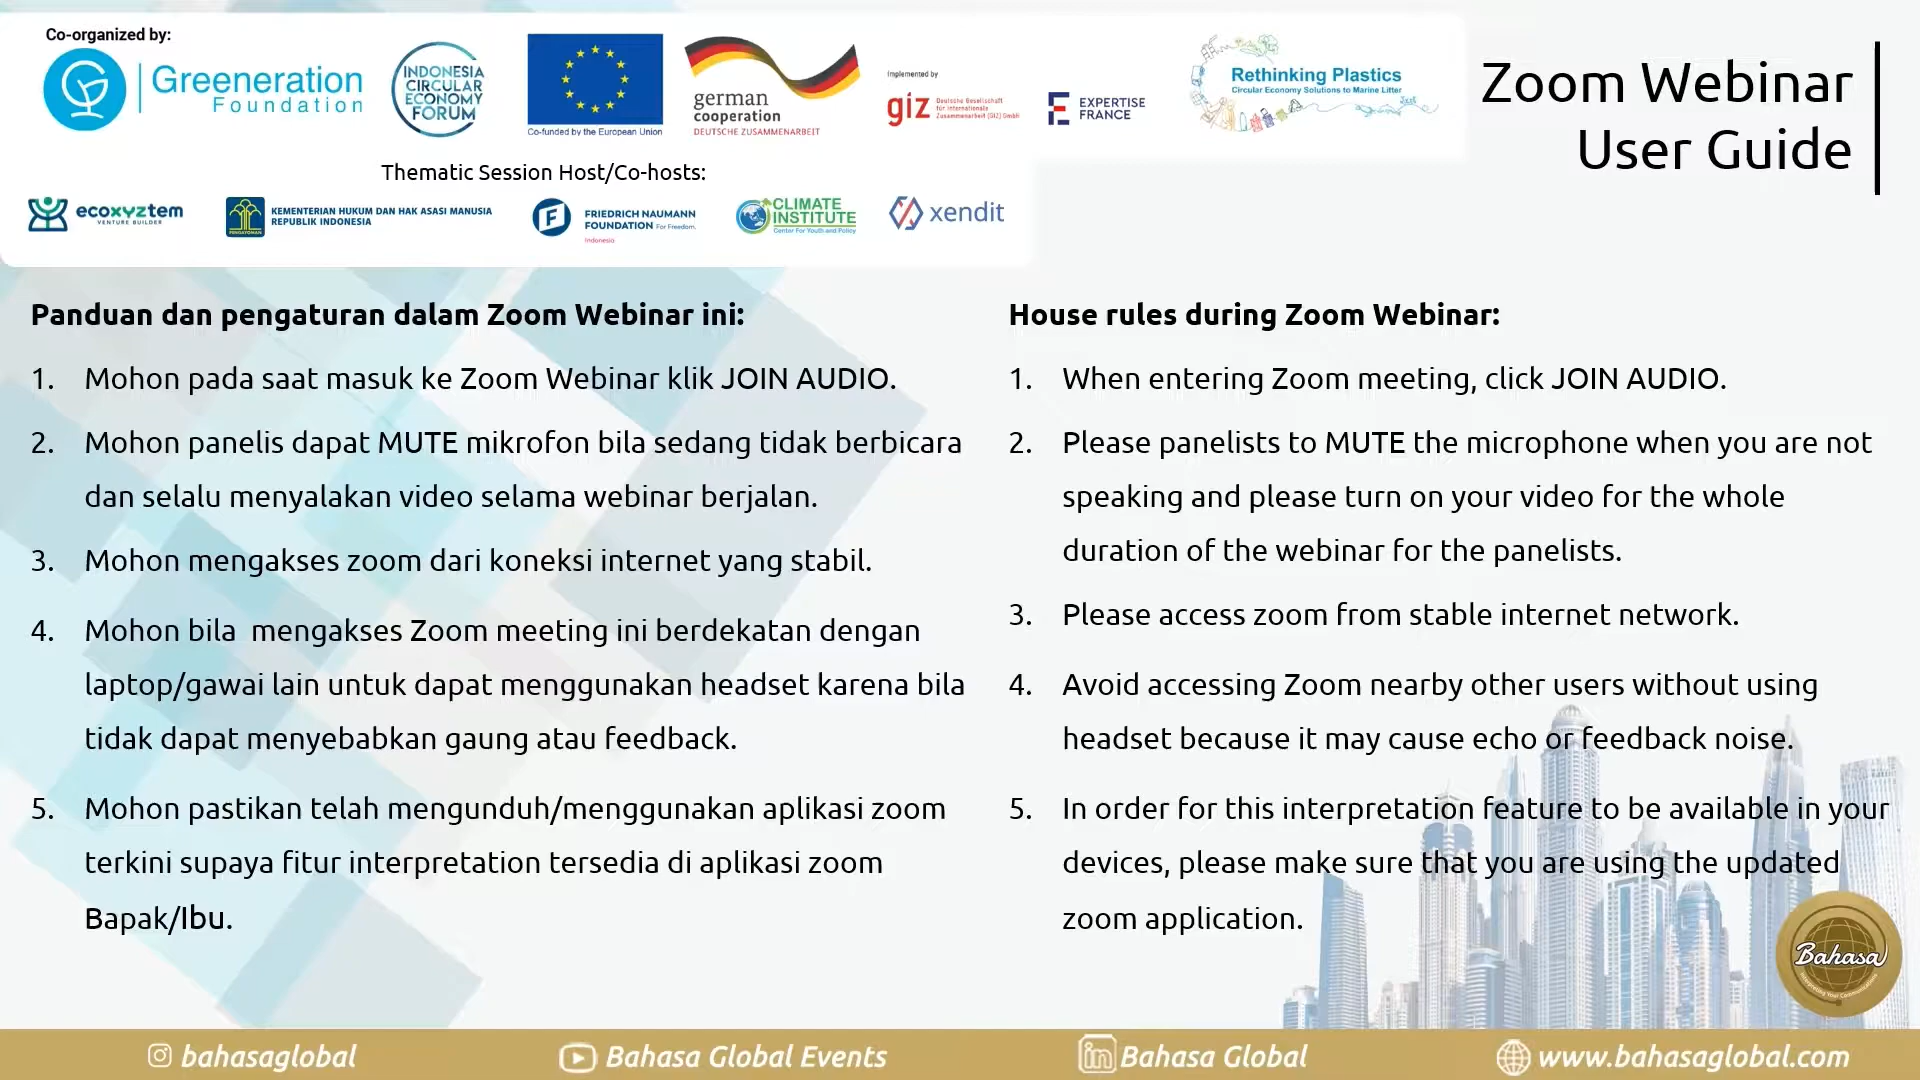 Co-organized by:
Greeneration
Foundation
INDONESIA
CIRCULAR
ECONOMY
FORUM
Co-funded by the European Union
german
cooperation
DEUTSCHE ZUSAMMENARBEIT
Implemented by
giz Deutsche Gesellschaft
für Internationale
Zusammenarbeit (GIZ) GmbH
EXPERTISE
FRANCE
Rethinking Plastics
Circular Economy Solutions to Marine Litter
Zoom Webinar
User Guide
Thematic Session Host/Co-hosts:
ecoxyztem
VENTURE BUILDER
PENGAYOMAN
KEMENTERIAN HUKUM DAN HAK ASASI MANUSIA
REPUBLIK INDONESIA
FRIEDRICH NAUMANN
FOUNDATION For Freedom.
Indonesia
CLIMATE
INSTITUTE
Center For Youth and Policy
xendit
Panduan dan pengaturan dalam Zoom Webinar ini:
1. Mohon pada saat masuk ke Zoom Webinar klik JOIN AUDIO.
2. Mohon panelis dapat MUTE mikrofon bila sedang tidak berbicara
dan selalu menyalakan video selama webinar berjalan.
3. Mohon mengakses zoom dari koneksi internet yang stabil.
4. Mohon bila  mengakses Zoom meeting ini berdekatan dengan
laptop/gawai lain untuk dapat menggunakan headset karena bila
tidak dapat menyebabkan gaung atau feedback.
5. Mohon pastikan telah mengunduh/menggunakan aplikasi zoom
terkini supaya fitur interpretation tersedia di aplikasi zoom
Bapak/Ibu.
House rules during Zoom Webinar:
1. When entering Zoom meeting, click JOIN AUDIO.
2. Please panelists to MUTE the microphone when you are not
speaking and please turn on your video for the whole
duration of the webinar for the panelists.
3. Please access zoom from stable internet network.
4. Avoid accessing Zoom nearby other users without using
headset because it may cause echo or feedback noise.
5. In order for this interpretation feature to be available in your
devices, please make sure that you are using the updated
zoom application.
Bahasa
Interpreting Your Communications
bahasaglobal
Bahasa Global Events
Bahasa Global
www.bahasaglobal.com